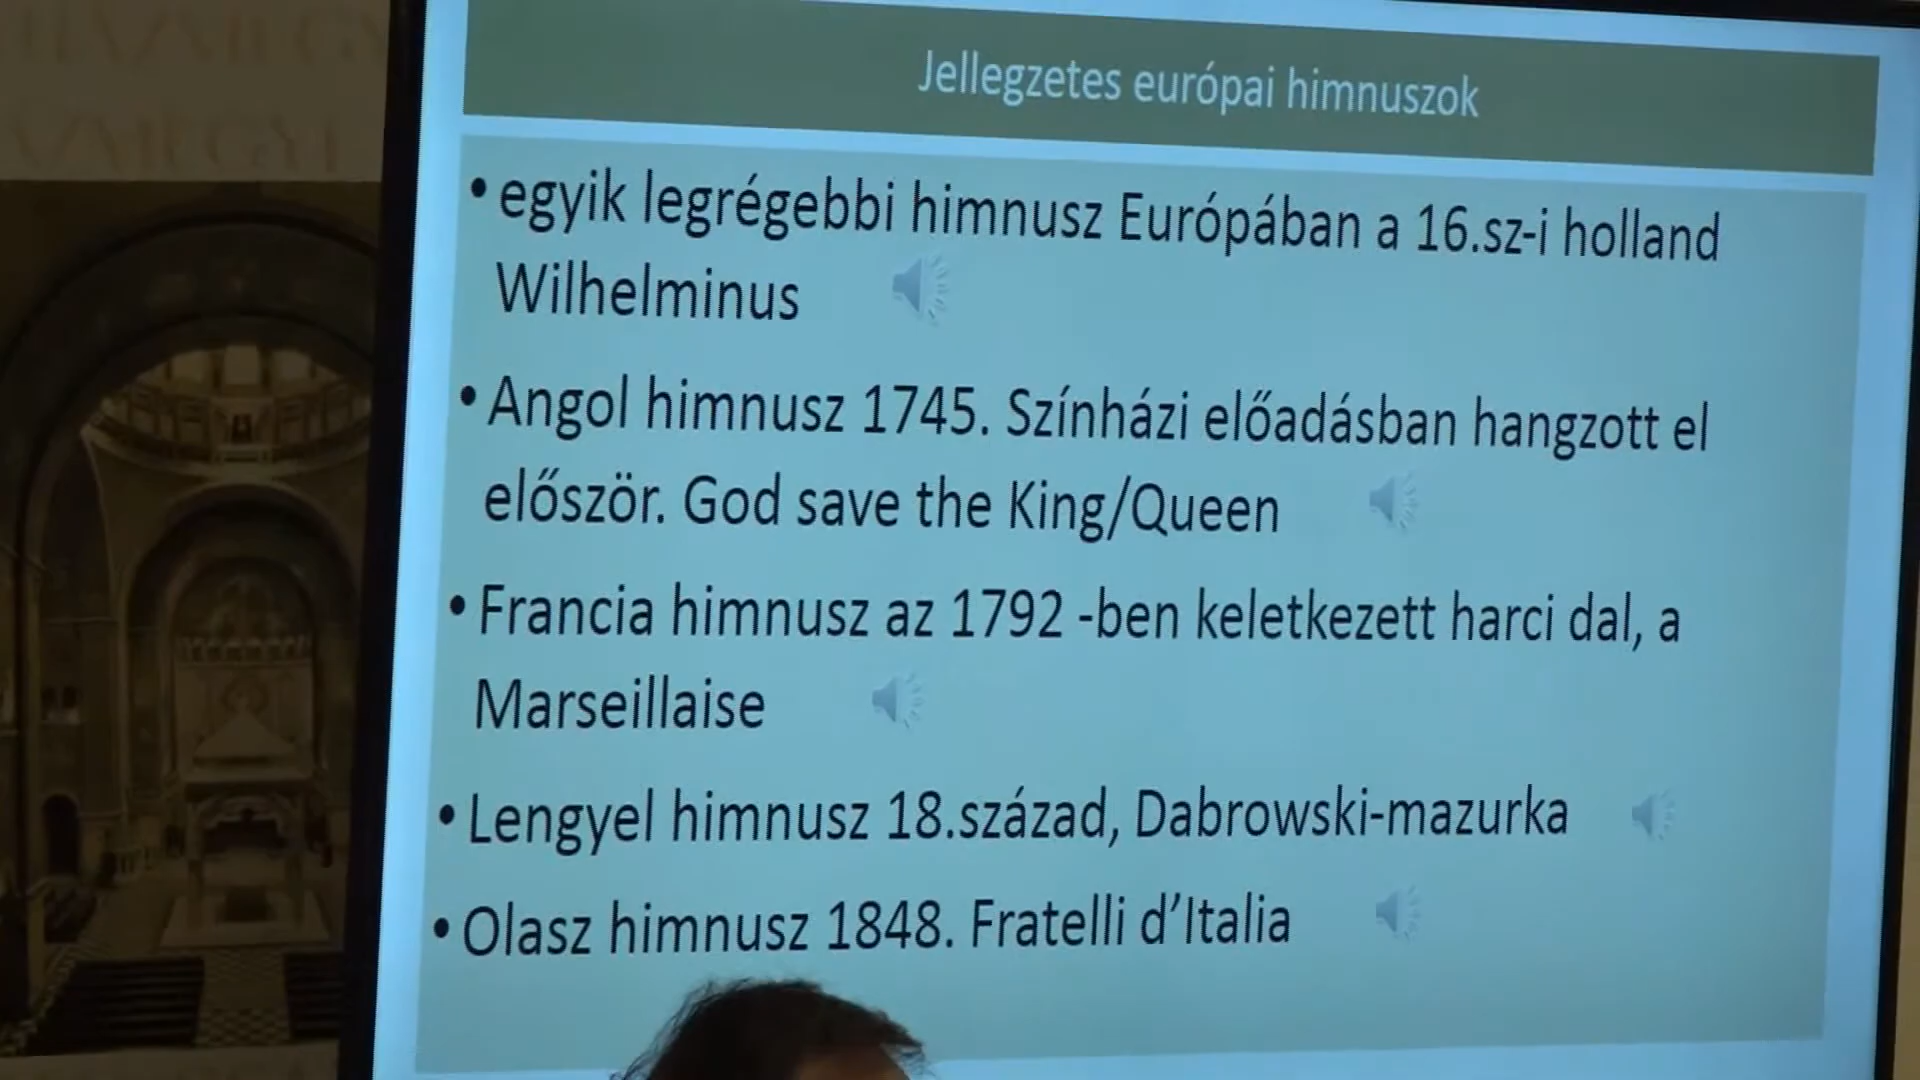 Jellegzetes európai himnuszok
• egyik legrégebbi himnusz Európában a 16.sz-i holland
Wilhelminus
• Angol himnusz 1745. Színházi előadásban hangzott el
először. God save the King/Queen
• Francia himnusz az 1792 -ben keletkezett harci dal, a
Marseillaise
• Lengyel himnusz 18.század, Dabrowski-mazurka
• Olasz himnusz 1848. Fratelli d’Italia